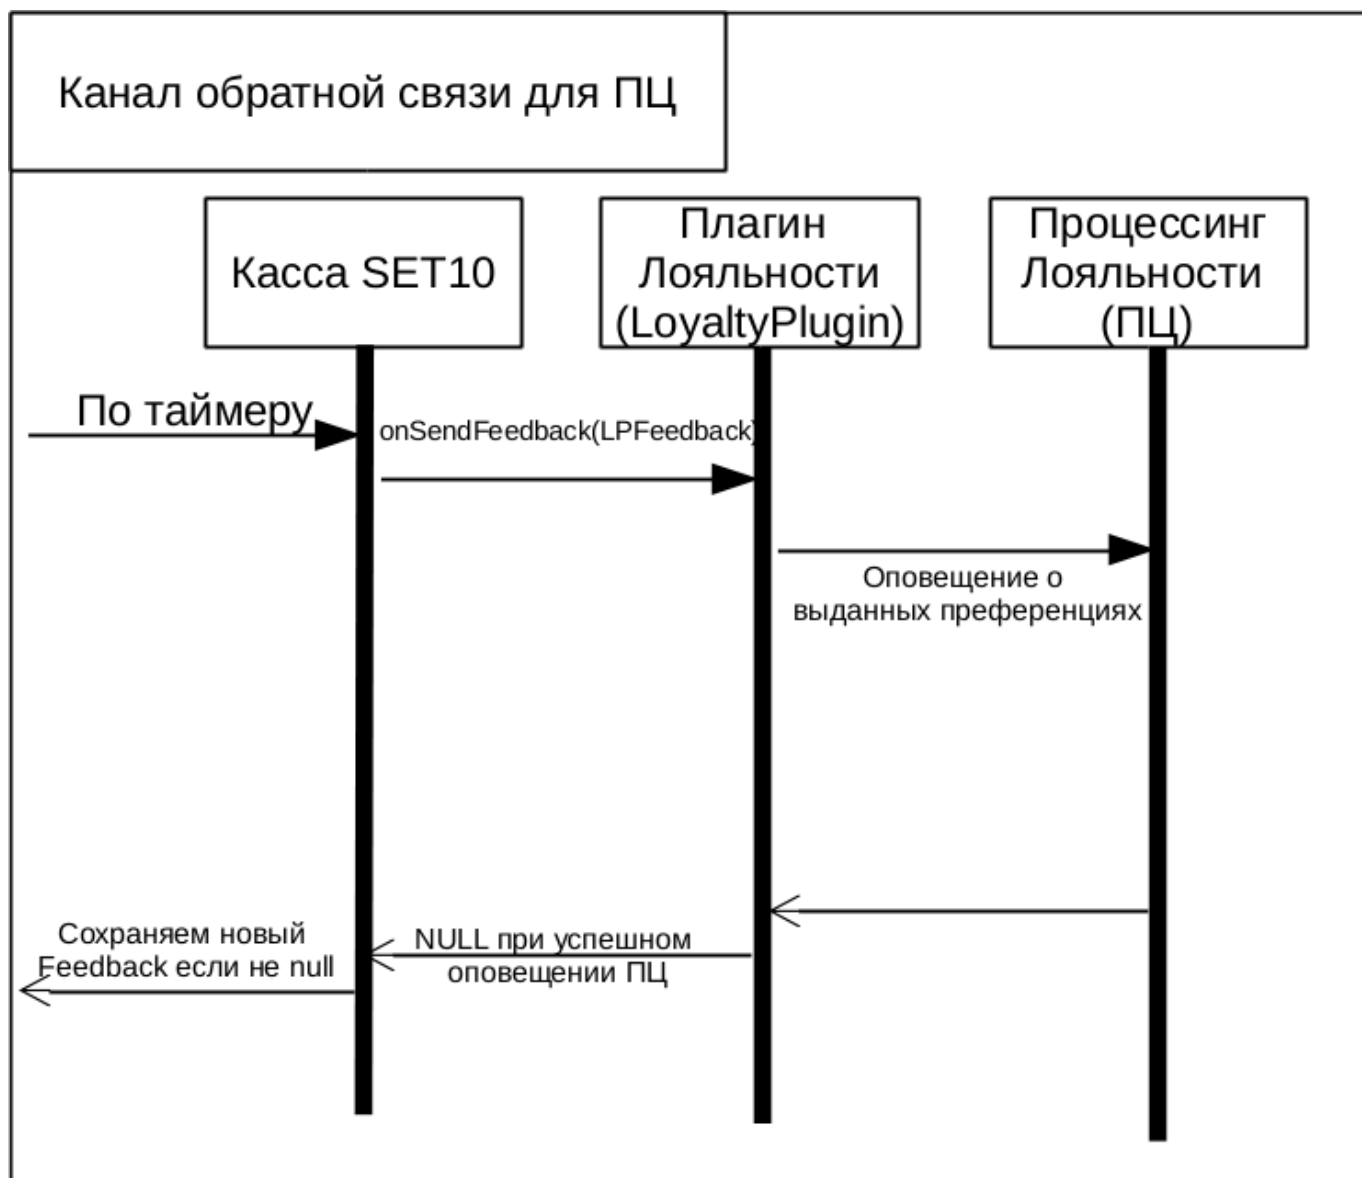 Канал обратной связи для ПЦ
Касса SET10
Плагин
Лояльности
(LoyaltyPlugin)
Процессинг
Лояльности
(ПЦ)
По таймеру
onSendFeedback(LPFeedback)
Оповещение о
выданных преференциях
Сохраняем новый
Feedback если не null
NULL при успешном
оповещении ПЦ